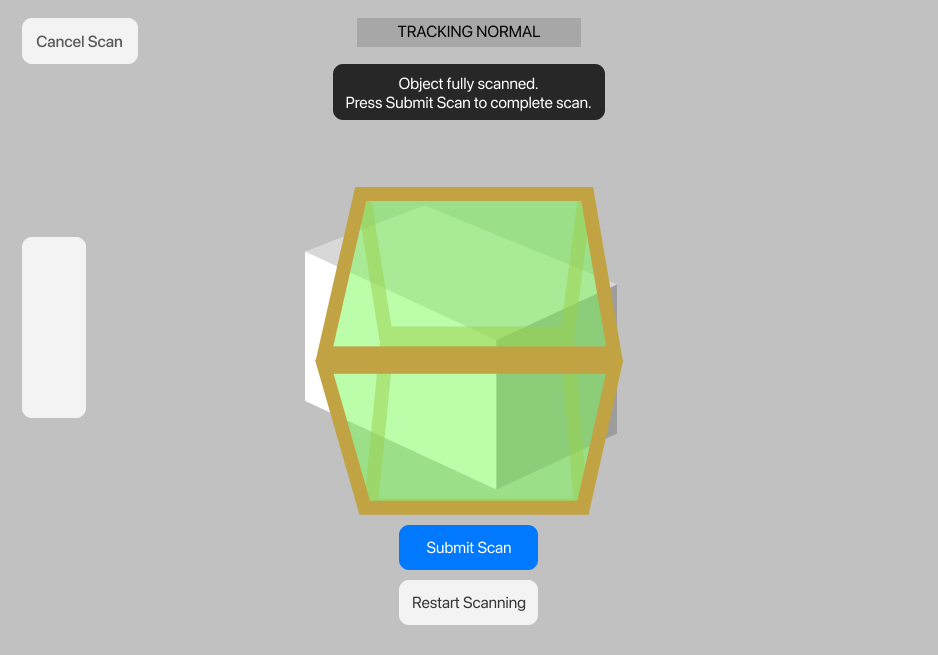 Cancel Scan
TRACKING NORMAL
Object fully scanned.
Press Submit Scan to complete scan.
Submit Scan
Restart Scanning